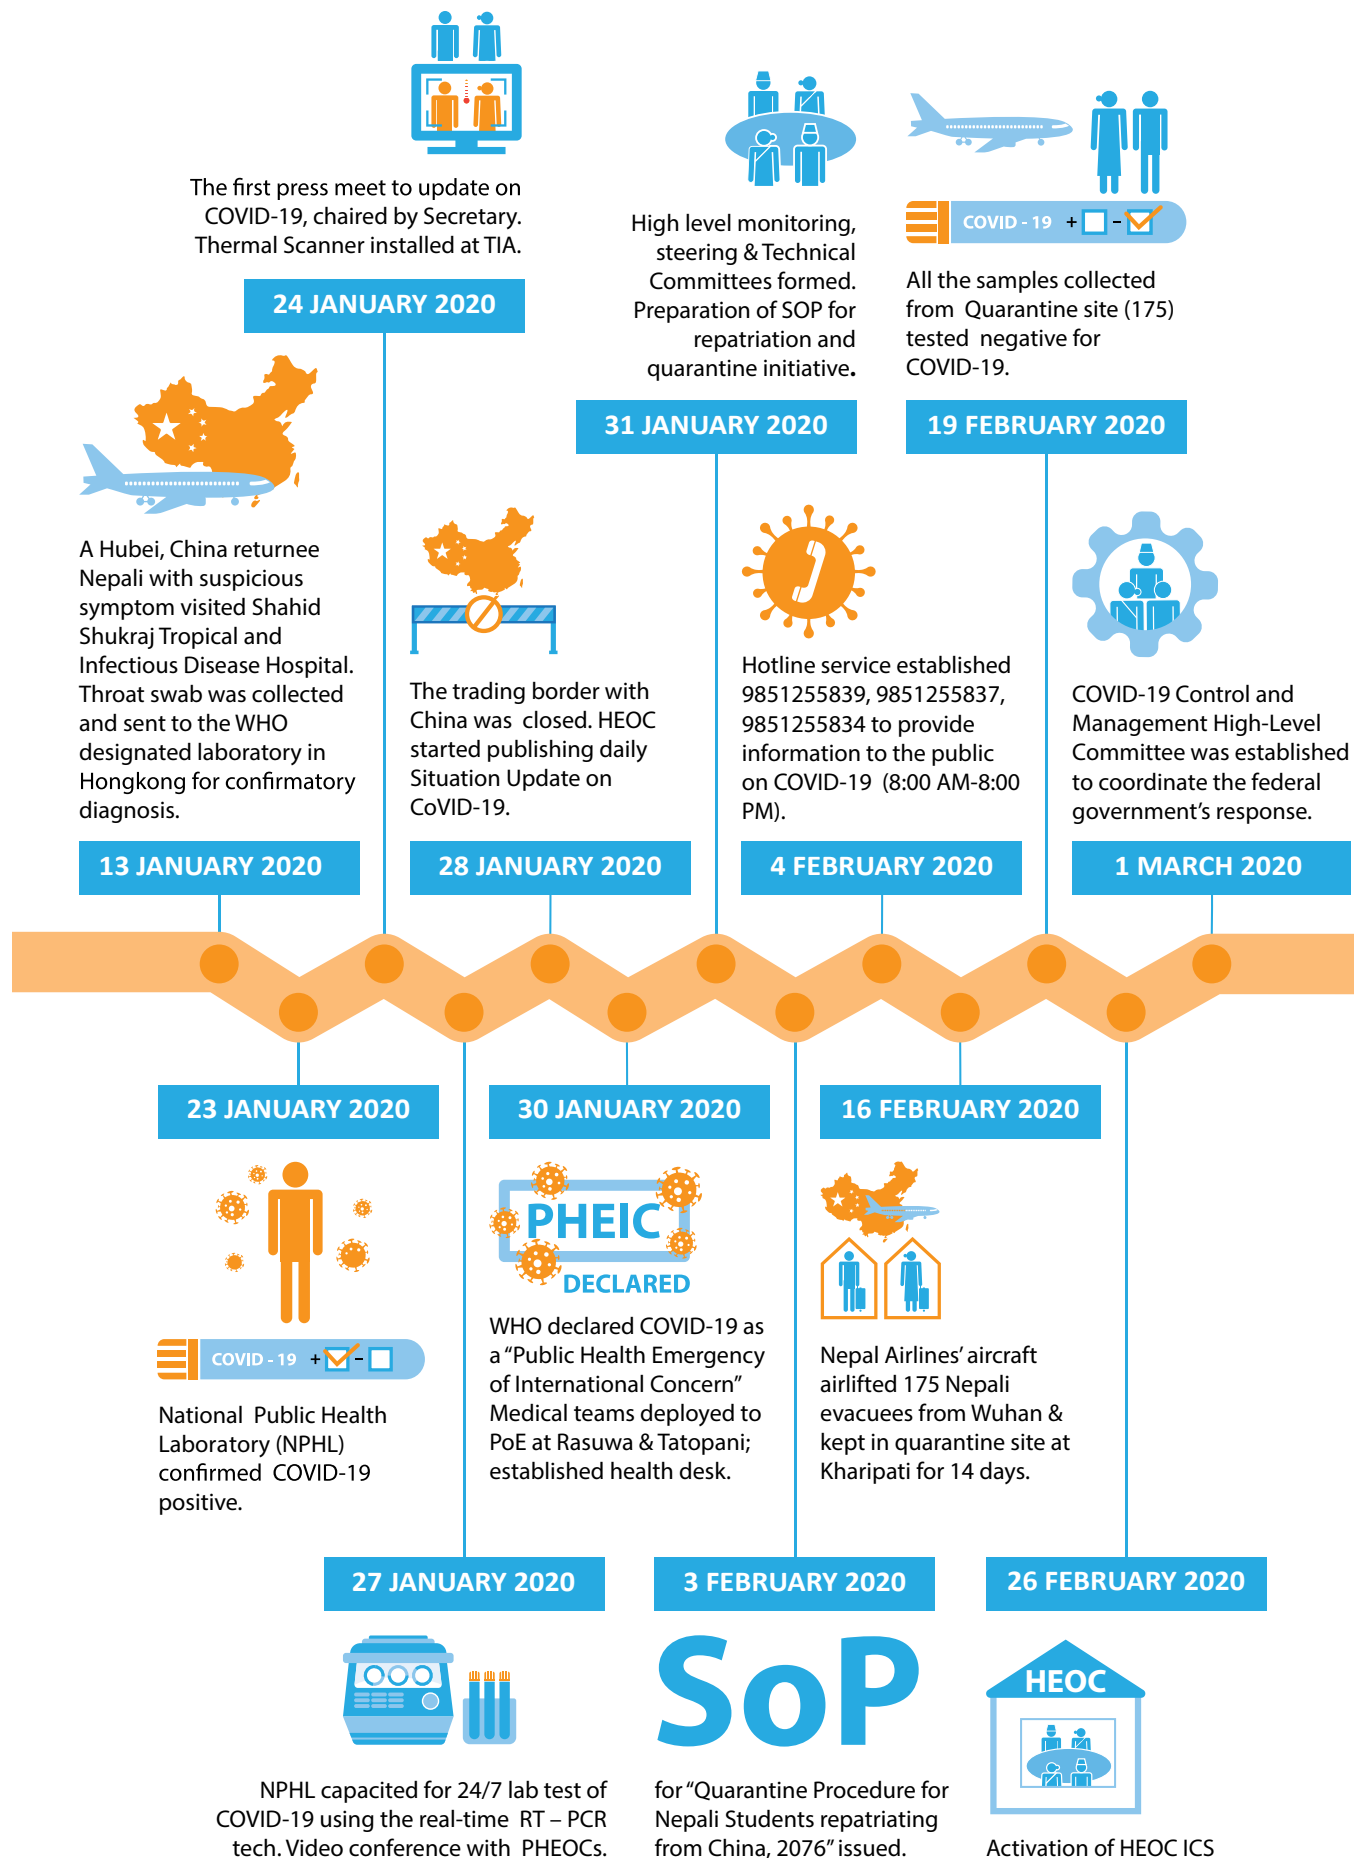 The first press meet to update on
COVID-19, chaired by Secretary.
Thermal Scanner installed at TIA.
24 JANUARY 2020
High level monitoring,
steering & Technical
Committees formed.
Preparation of SOP for
repatriation and
quarantine initiative.
31 JANUARY 2020
COVID - 19 + -
All the samples collected
from Quarantine site (175)
tested negative for
COVID-19.
19 FEBRUARY 2020
A Hubei, China returnee
Nepali with suspicious
symptom visited Shahid
Shukraj Tropical and
Infectious Disease Hospital.
Throat swab was collected
and sent to the WHO
designated laboratory in
Hongkong for confirmatory
diagnosis.
13 JANUARY 2020
The trading border with
China was closed. HEOC
started publishing daily
Situation Update on
CoVID-19.
28 JANUARY 2020
Hotline service established
9851255839, 9851255837,
9851255834 to provide
information to the public
on COVID-19 (8:00 AM-8:00
PM).
4 FEBRUARY 2020
COVID-19 Control and
Management High-Level
Committee was established
to coordinate the federal
government's response.
1 MARCH 2020
23 JANUARY 2020
COVID - 19 + -
National Public Health
Laboratory (NPHL)
confirmed COVID-19
positive.
30 JANUARY 2020
PHEIC
DECLARED
WHO declared COVID-19 as
a "Public Health Emergency
of International Concern"
Medical teams deployed to
PoE at Rasuwa & Tatopani;
established health desk.
16 FEBRUARY 2020
Nepal Airlines' aircraft
airlifted 175 Nepali
evacuees from Wuhan &
kept in quarantine site at
Kharipati for 14 days.
27 JANUARY 2020
NPHL capacited for 24/7 lab test of
COVID-19 using the real-time RT – PCR
tech. Video conference with PHEOCs.
3 FEBRUARY 2020
SoP
for "Quarantine Procedure for
Nepali Students repatriating
from China, 2076" issued.
26 FEBRUARY 2020
HEOC
Activation of HEOC ICS